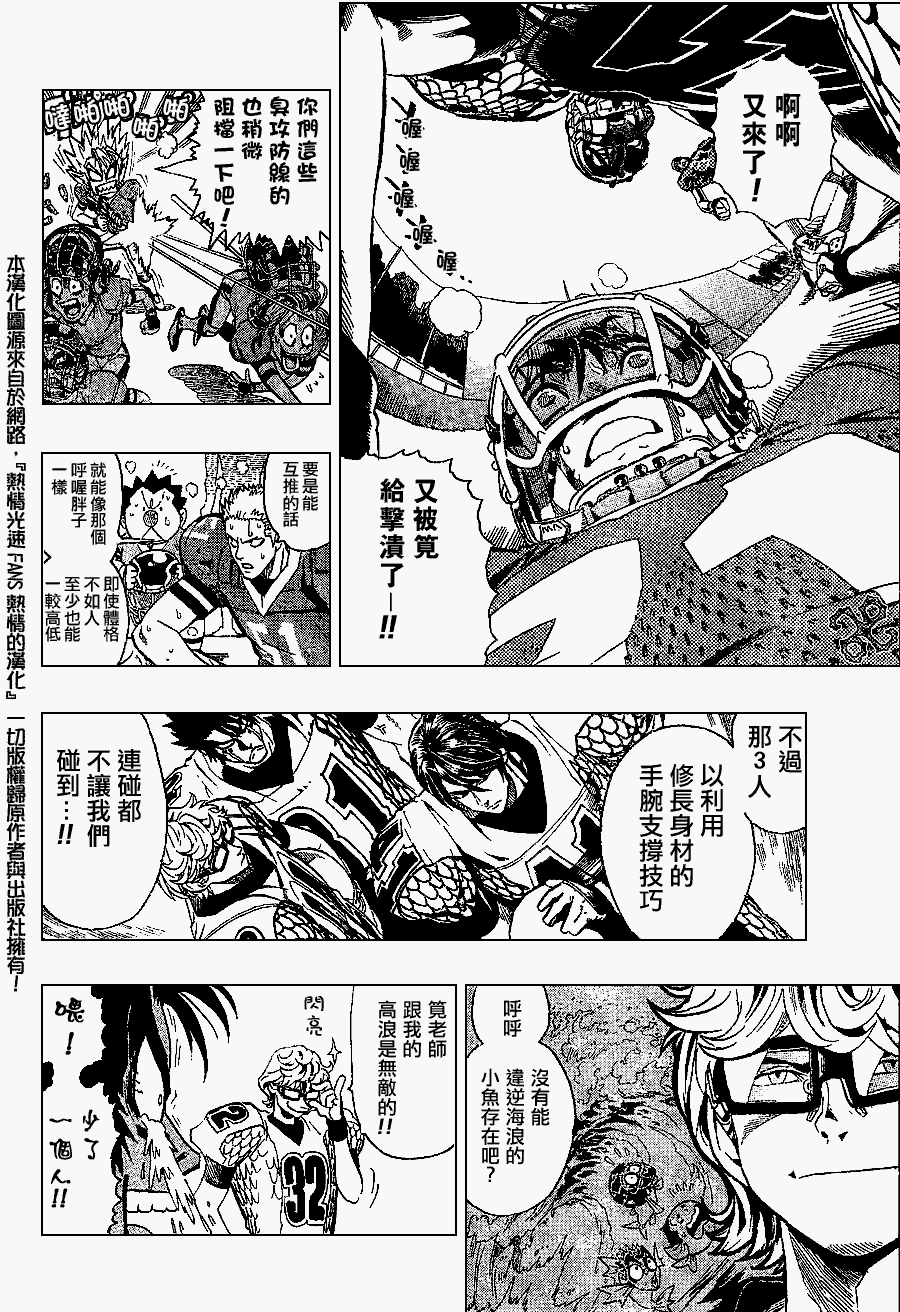 啊啊
又來了！
喔
喔
喔
喔
喔
又被筧
給擊潰了—!!
你們這些
臭攻防線的
也稍微
阻擋一下吧！
啪
啪
啪
啪
噠
要是能
互推的話
就能像那個
呼喔胖子
一樣
即使體格
不如人
至少也能
一較高低
不過
那3人
以利用
修長身材的
手腕支撐技巧
連碰都
不讓我們
碰到…!!
呼呼
沒有能
違逆海浪的
小魚存在吧？
筧老師
跟我的
高浪是無敵的!!
閃亮
32
喂！
少了
一個人!!
本漢化圖源來自於網路，『熱情光速FANS熱情的漢化』一切版權歸原作者與出版社擁有！